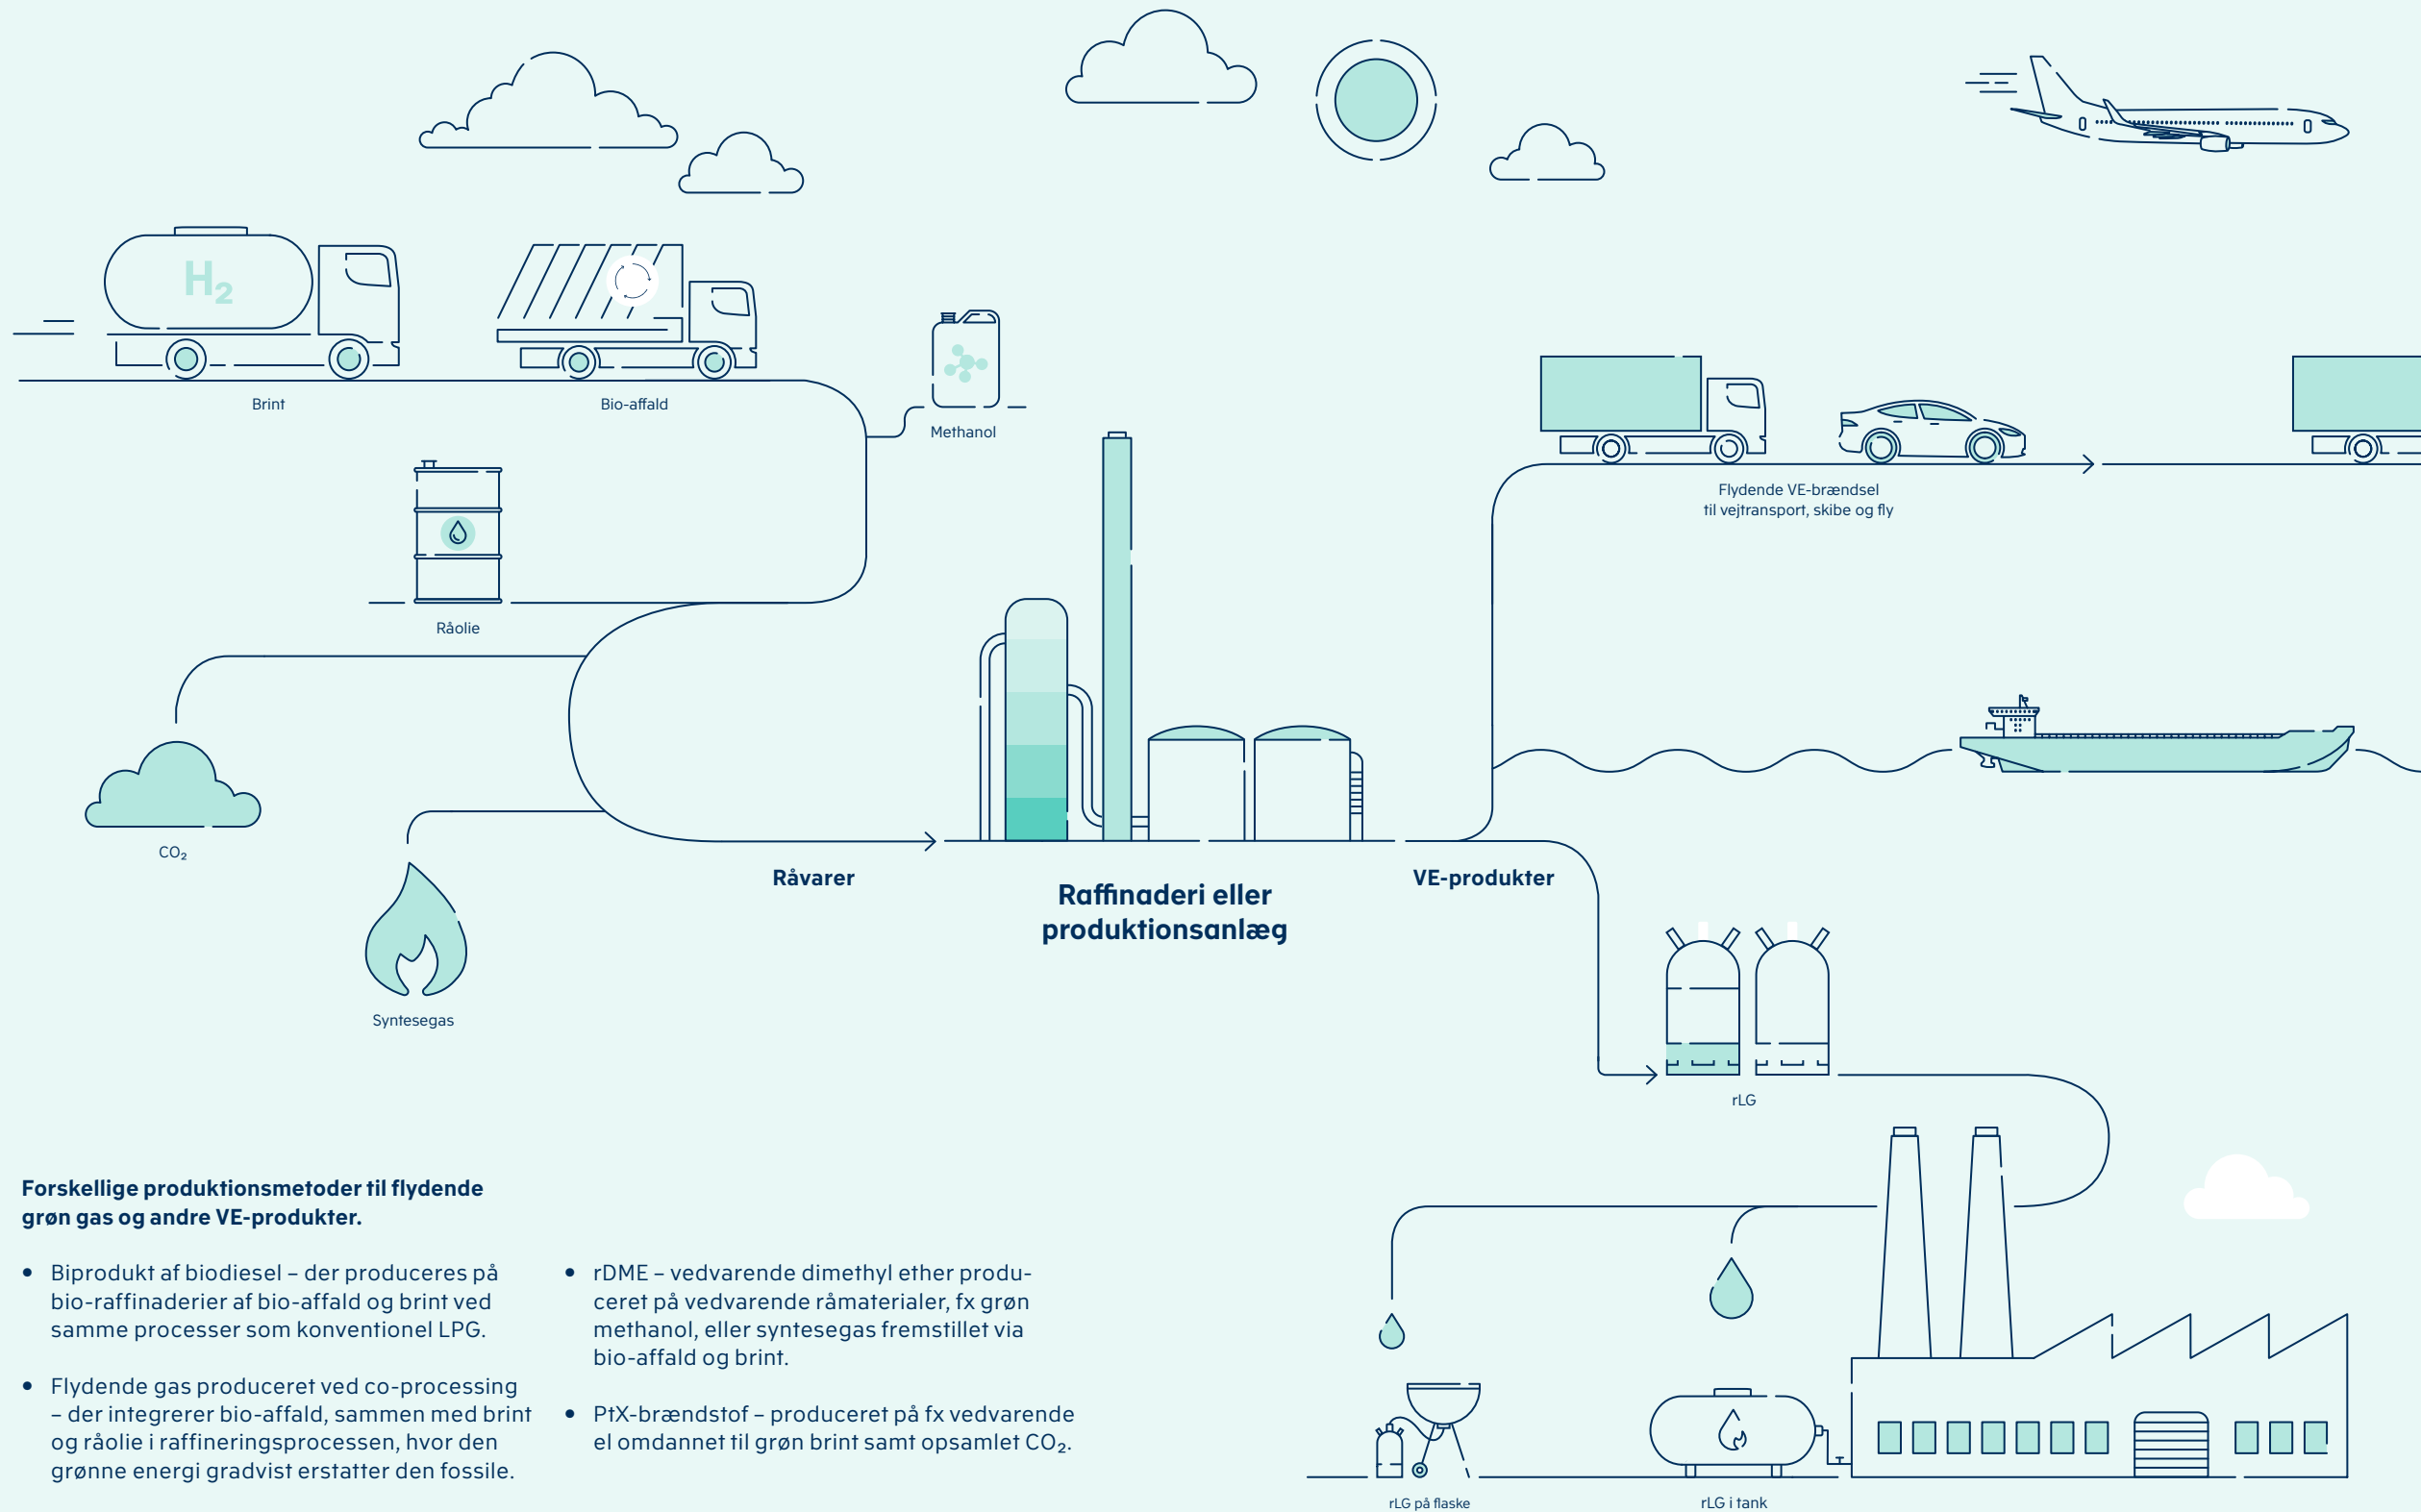 H₂
Brint
Bio-affald
Methanol
Råolie
Flydende VE-brændsel
til vejtransport, skibe og fly
CO₂
Syntesegas
Råvarer
Raffinaderi eller
produktionsanlæg
VE-produkter
rLG
Forskellige produktionsmetoder til flydende
grøn gas og andre VE-produkter.
• Biprodukt af biodiesel – der produceres på
bio-raffinaderier af bio-affald og brint ved
samme processer som konventionel LPG.
• Flydende gas produceret ved co-processing
– der integrerer bio-affald, sammen med brint
og råolie i raffineringsprocessen, hvor den
grønne energi gradvist erstatter den fossile.
• rDME – vedvarende dimethyl ether produ-
ceret på vedvarende råmaterialer, fx grøn
methanol, eller syntesegas fremstillet via
bio-affald og brint.
• PtX-brændstof – produceret på fx vedvarende
el omdannet til grøn brint samt opsamlet CO₂.
rLG på flaske
rLG i tank